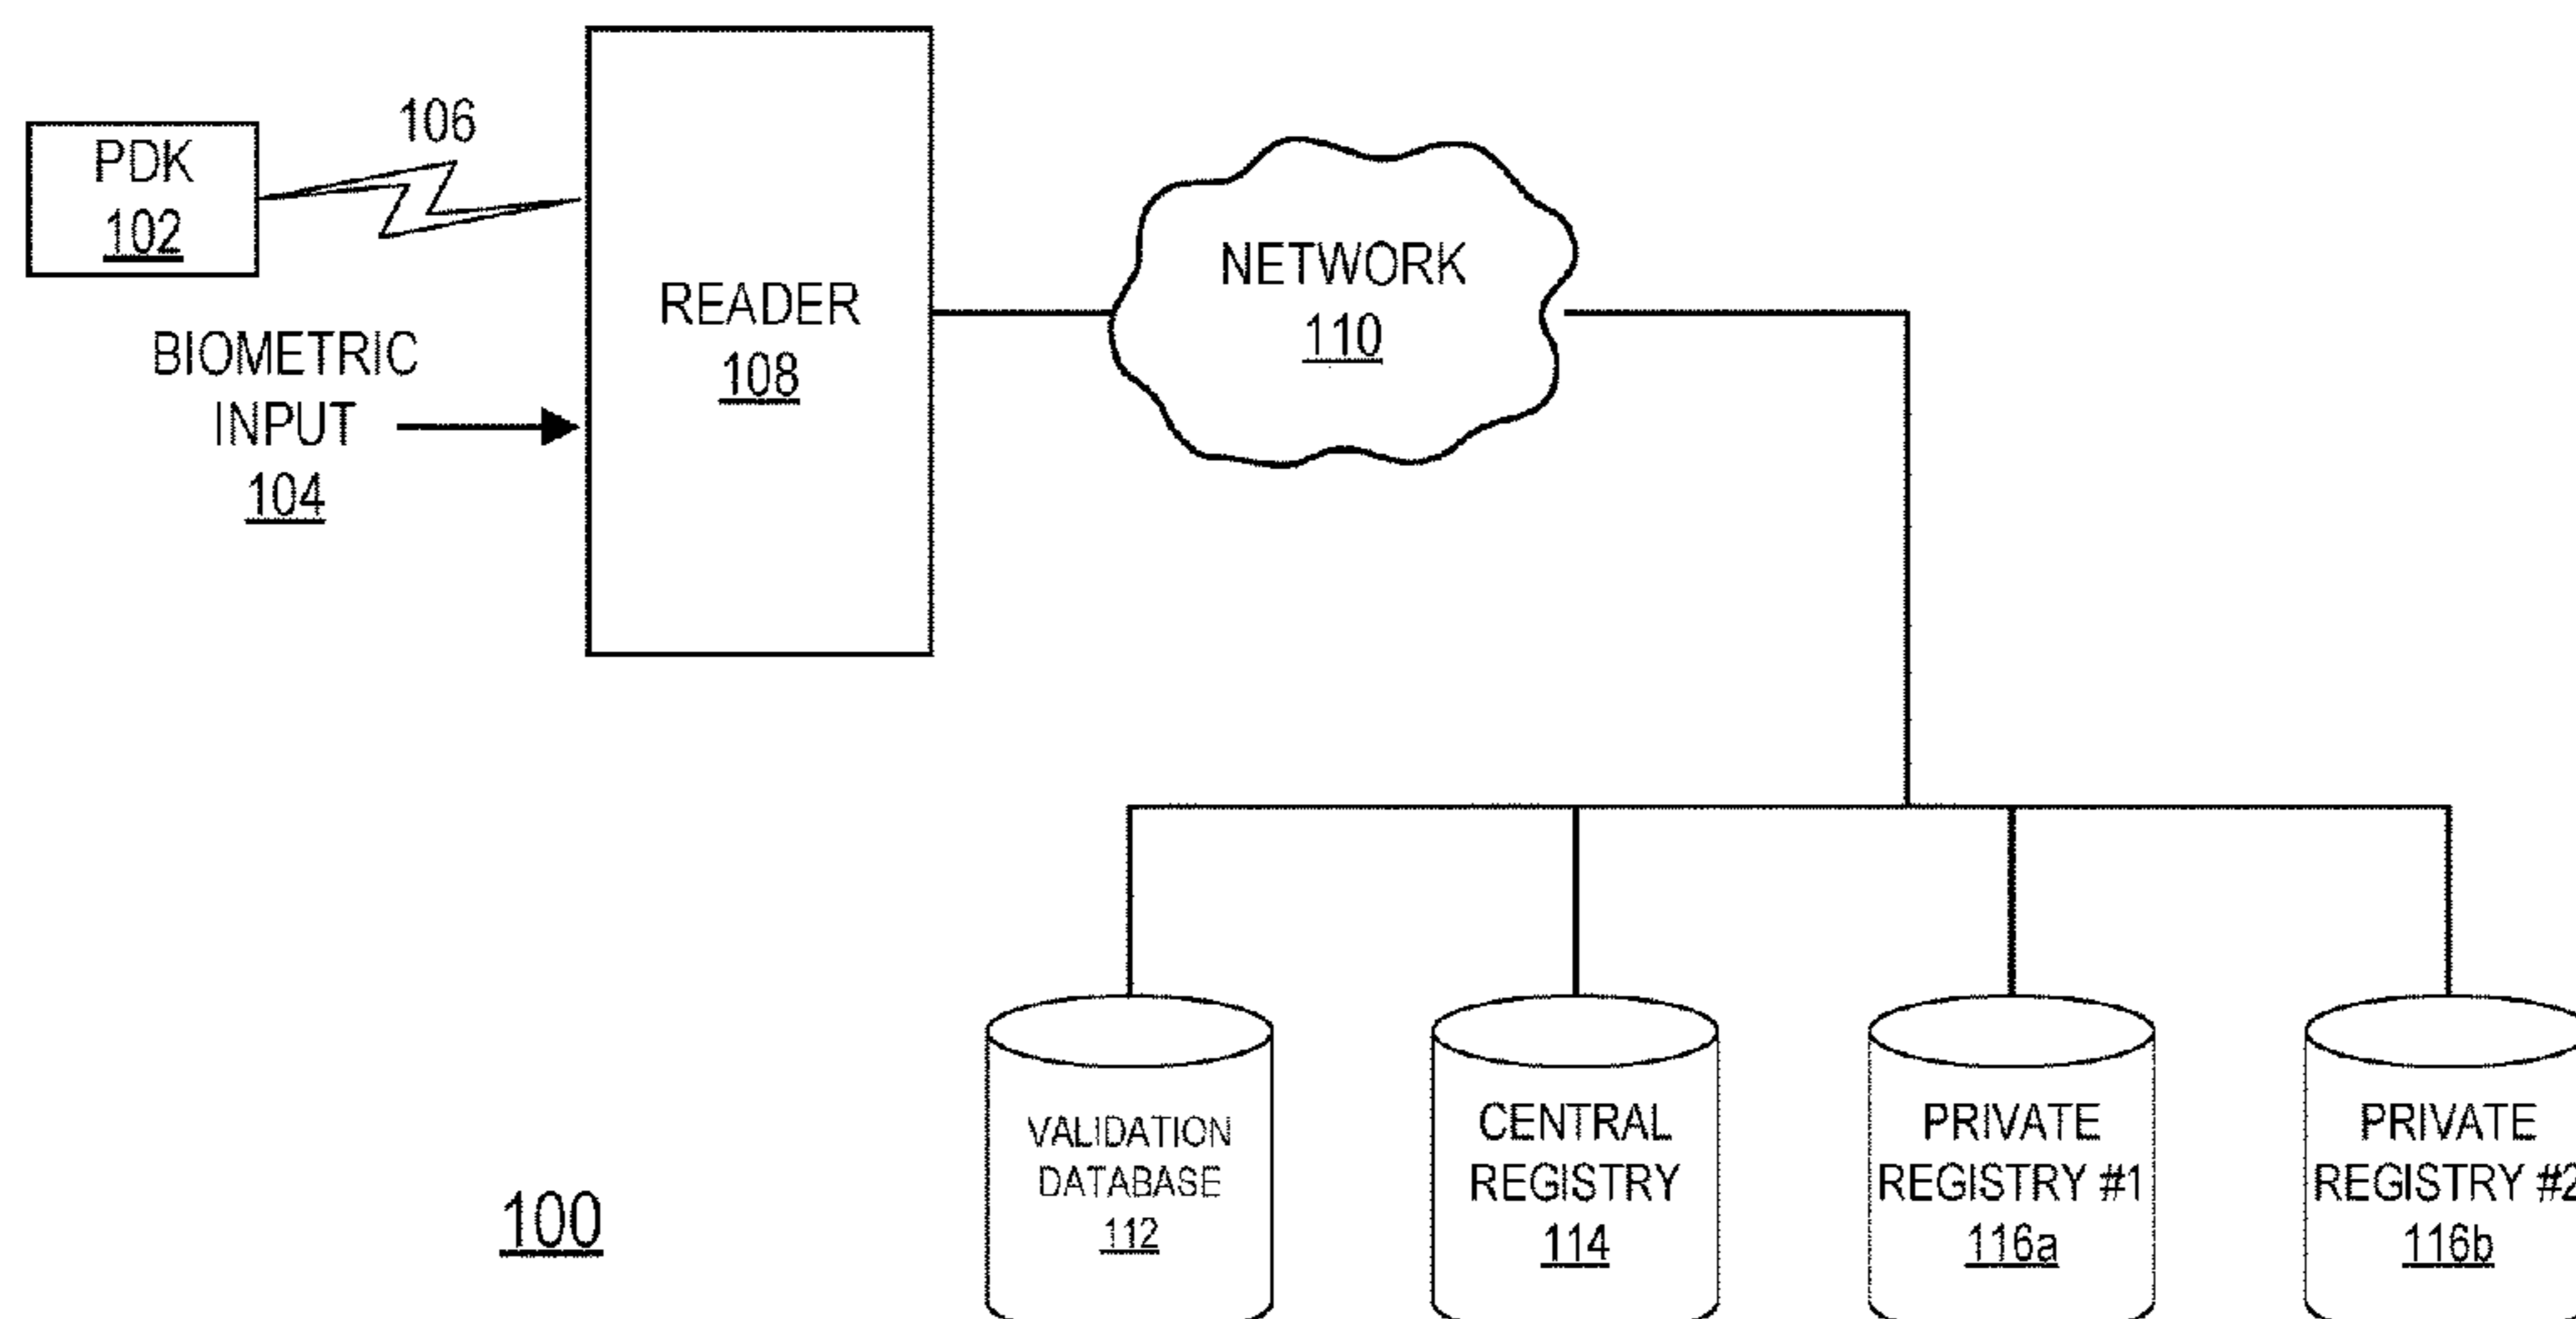 106
PDK
102
READER
108
BIOMETRIC
INPUT
104
NETWORK
110
VALIDATION
DATABASE
112
CENTRAL
REGISTRY
114
PRIVATE
REGISTRY #1
116a
PRIVATE
REGISTRY #2
116b
100